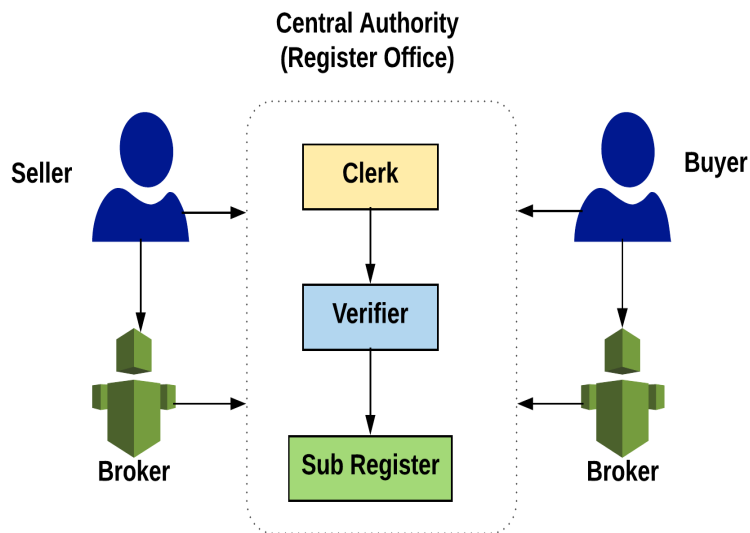 Central Authority
(Register Office)
Seller
Buyer
Clerk
Verifier
Sub Register
Broker
Broker